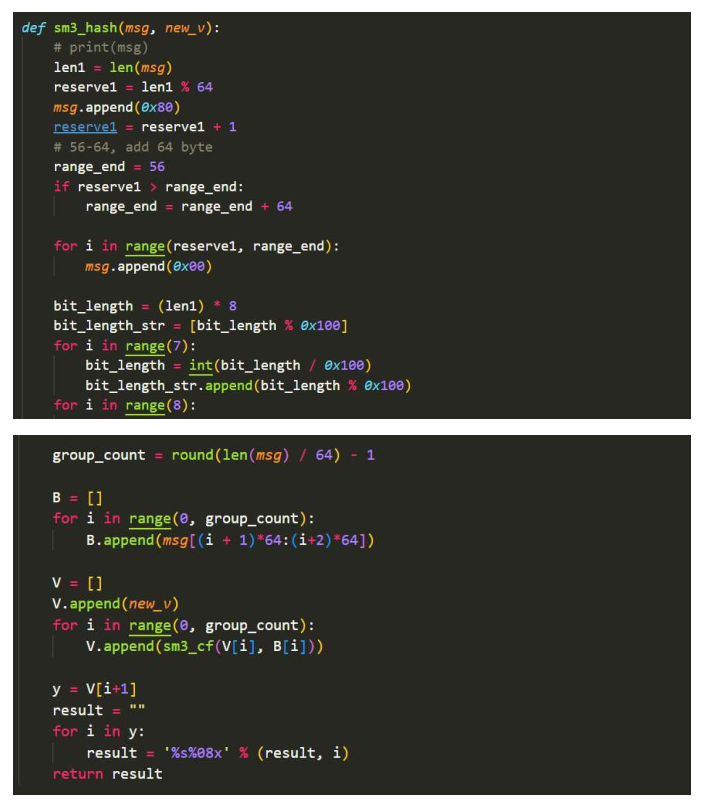 def sm3_hash(msg, new_v):
# print(msg)
len1 = len(msg)
reserve1 = len1 % 64
msg.append(0x80)
reserve1 = reserve1 + 1
# 56-64, add 64 byte
range_end = 56
if reserve1 > range_end:
range_end = range_end + 64
for i in range(reserve1, range_end):
msg.append(0x00)
bit_length = (len1) * 8
bit_length_str = [bit_length % 0x100]
for i in range(7):
bit_length = int(bit_length / 0x100)
bit_length_str.append(bit_length % 0x100)
for i in range(8):
group_count = round(len(msg) / 64) - 1
B = []
for i in range(0, group_count):
B.append(msg[(i + 1)*64:(i+2)*64])
V = []
V.append(new_v)
for i in range(0, group_count):
V.append(sm3_cf(V[i], B[i]))
y = V[i+1]
result = ""
for i in y:
result = '%s%08x' % (result, i)
return result